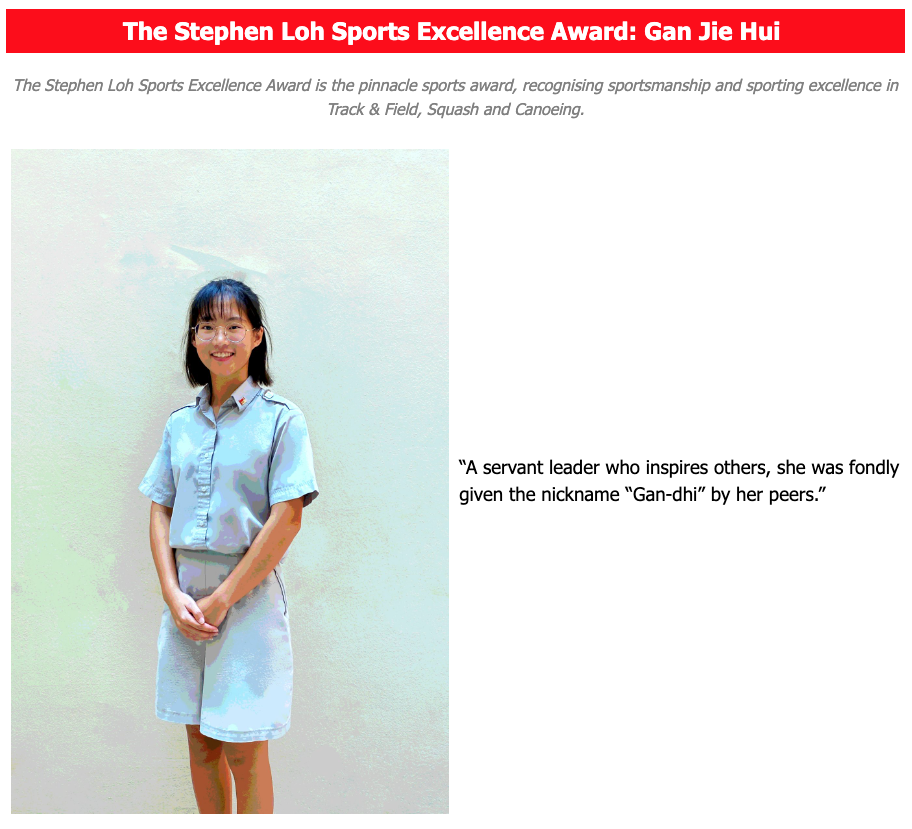 The Stephen Loh Sports Excellence Award: Gan Jie Hui
The Stephen Loh Sports Excellence Award is the pinnacle sports award, recognising sportsmanship and sporting excellence in
Track & Field, Squash and Canoeing.
“A servant leader who inspires others, she was fondly
given the nickname “Gan-dhi” by her peers.”